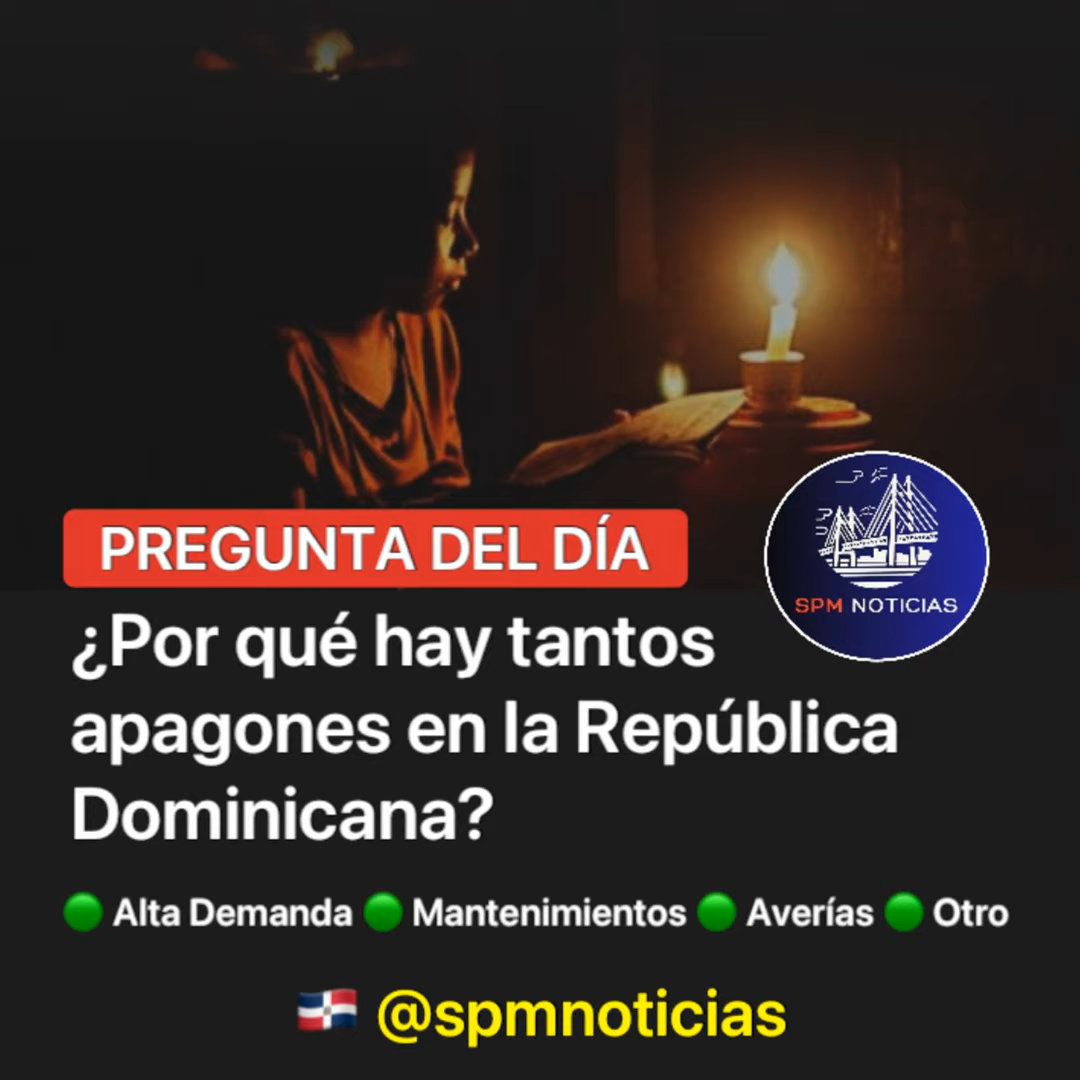 PREGUNTA DEL DÍA
SPM NOTICIAS
¿Por qué hay tantos
apagones en la República
Dominicana?
🟢 Alta Demanda 🟢 Mantenimientos 🟢 Averías 🟢 Otro
🇩🇴 @spmnoticias